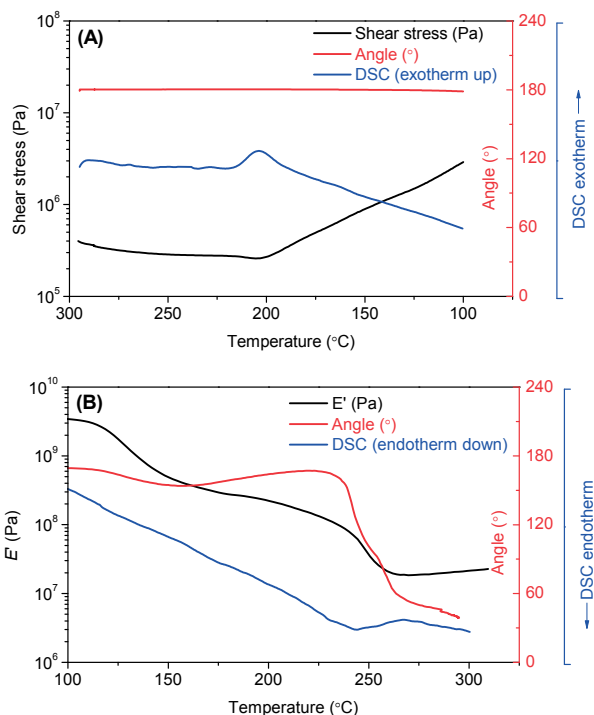 (A)
Shear stress (Pa)
Angle (°)
DSC (exotherm up)
10⁸
10⁷
10⁶
10⁵
Shear stress (Pa)
240
180
120
60
0
Angle (°)
DSC exotherm →
300
250
200
150
100
Temperature (°C)
(B)
E' (Pa)
Angle (°)
DSC (endotherm down)
10¹⁰
10⁹
10⁸
10⁷
10⁶
E' (Pa)
240
180
120
60
0
Angle (°)
← DSC endotherm
100
150
200
250
300
Temperature (°C)